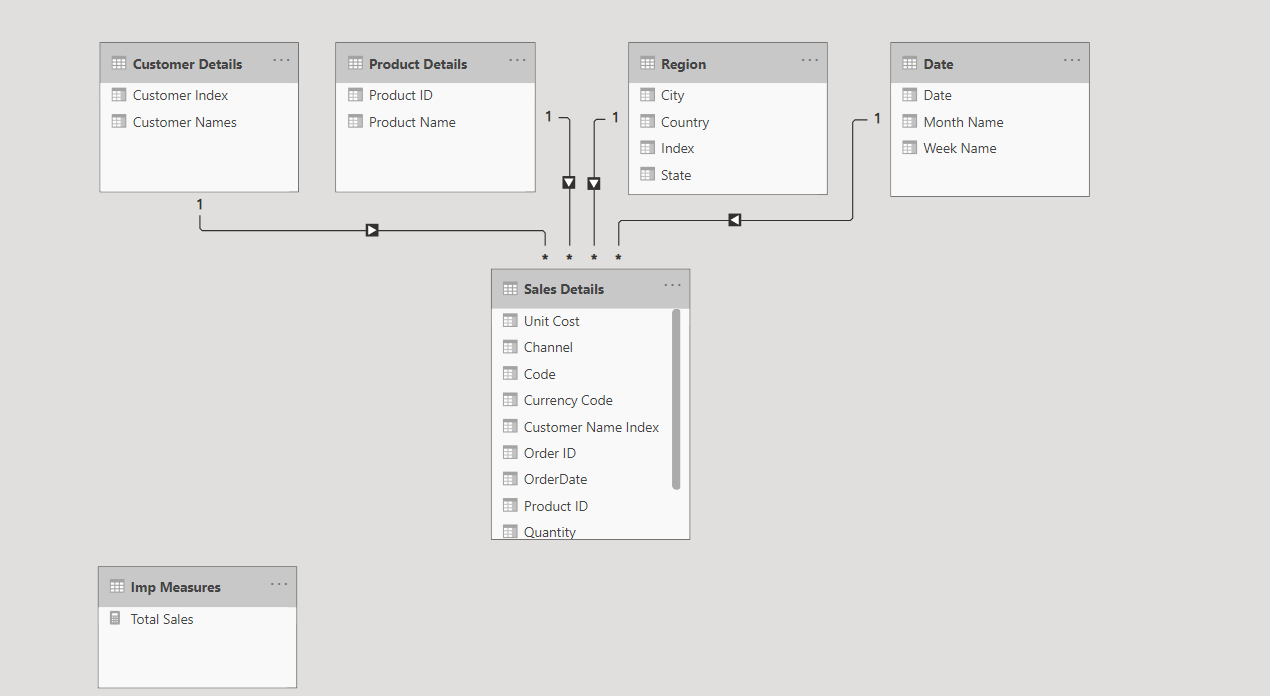 Customer Details
Customer Index
Customer Names
Product Details
Product ID
Product Name
Region
City
Country
Index
State
Date
Date
Month Name
Week Name
1
1
1
1
* * * *
Sales Details
Unit Cost
Channel
Code
Currency Code
Customer Name Index
Order ID
OrderDate
Product ID
Quantity
Imp Measures
Total Sales